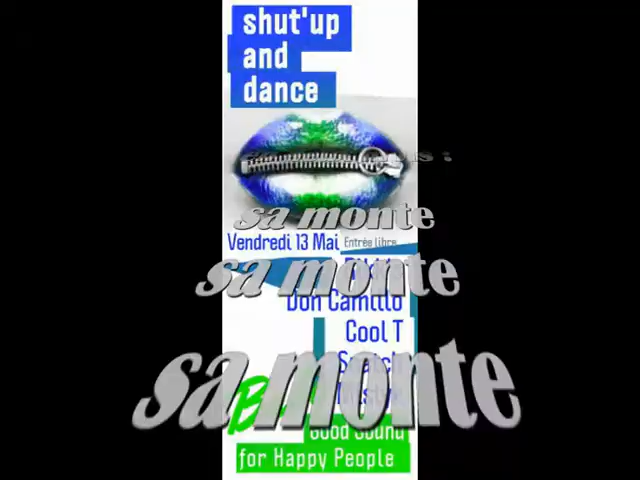 shut'up
and
dance
sa monte
Vendredi 13 Mai Entrée libre
sa monte
Don Camillo
Cool T
sa monte
Good Sound
for Happy People